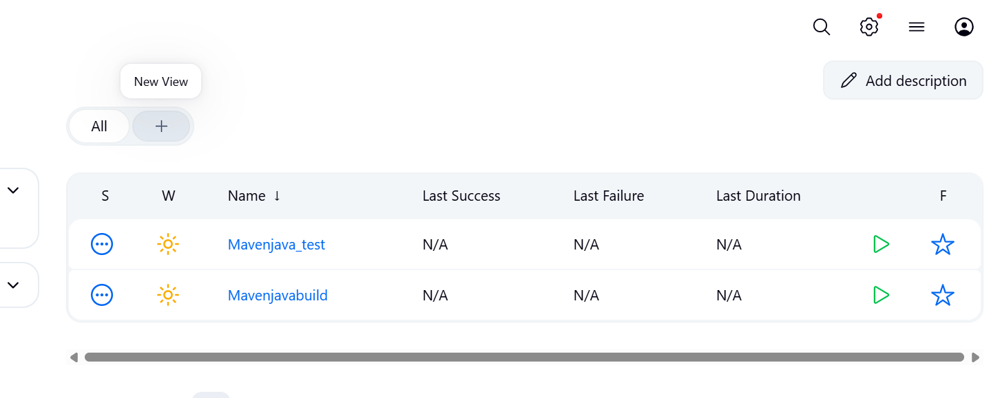 Add description
New View
All
S W Name ↓ Last Success Last Failure Last Duration F
Mavenjava_test N/A N/A N/A
Mavenjavabuild N/A N/A N/A